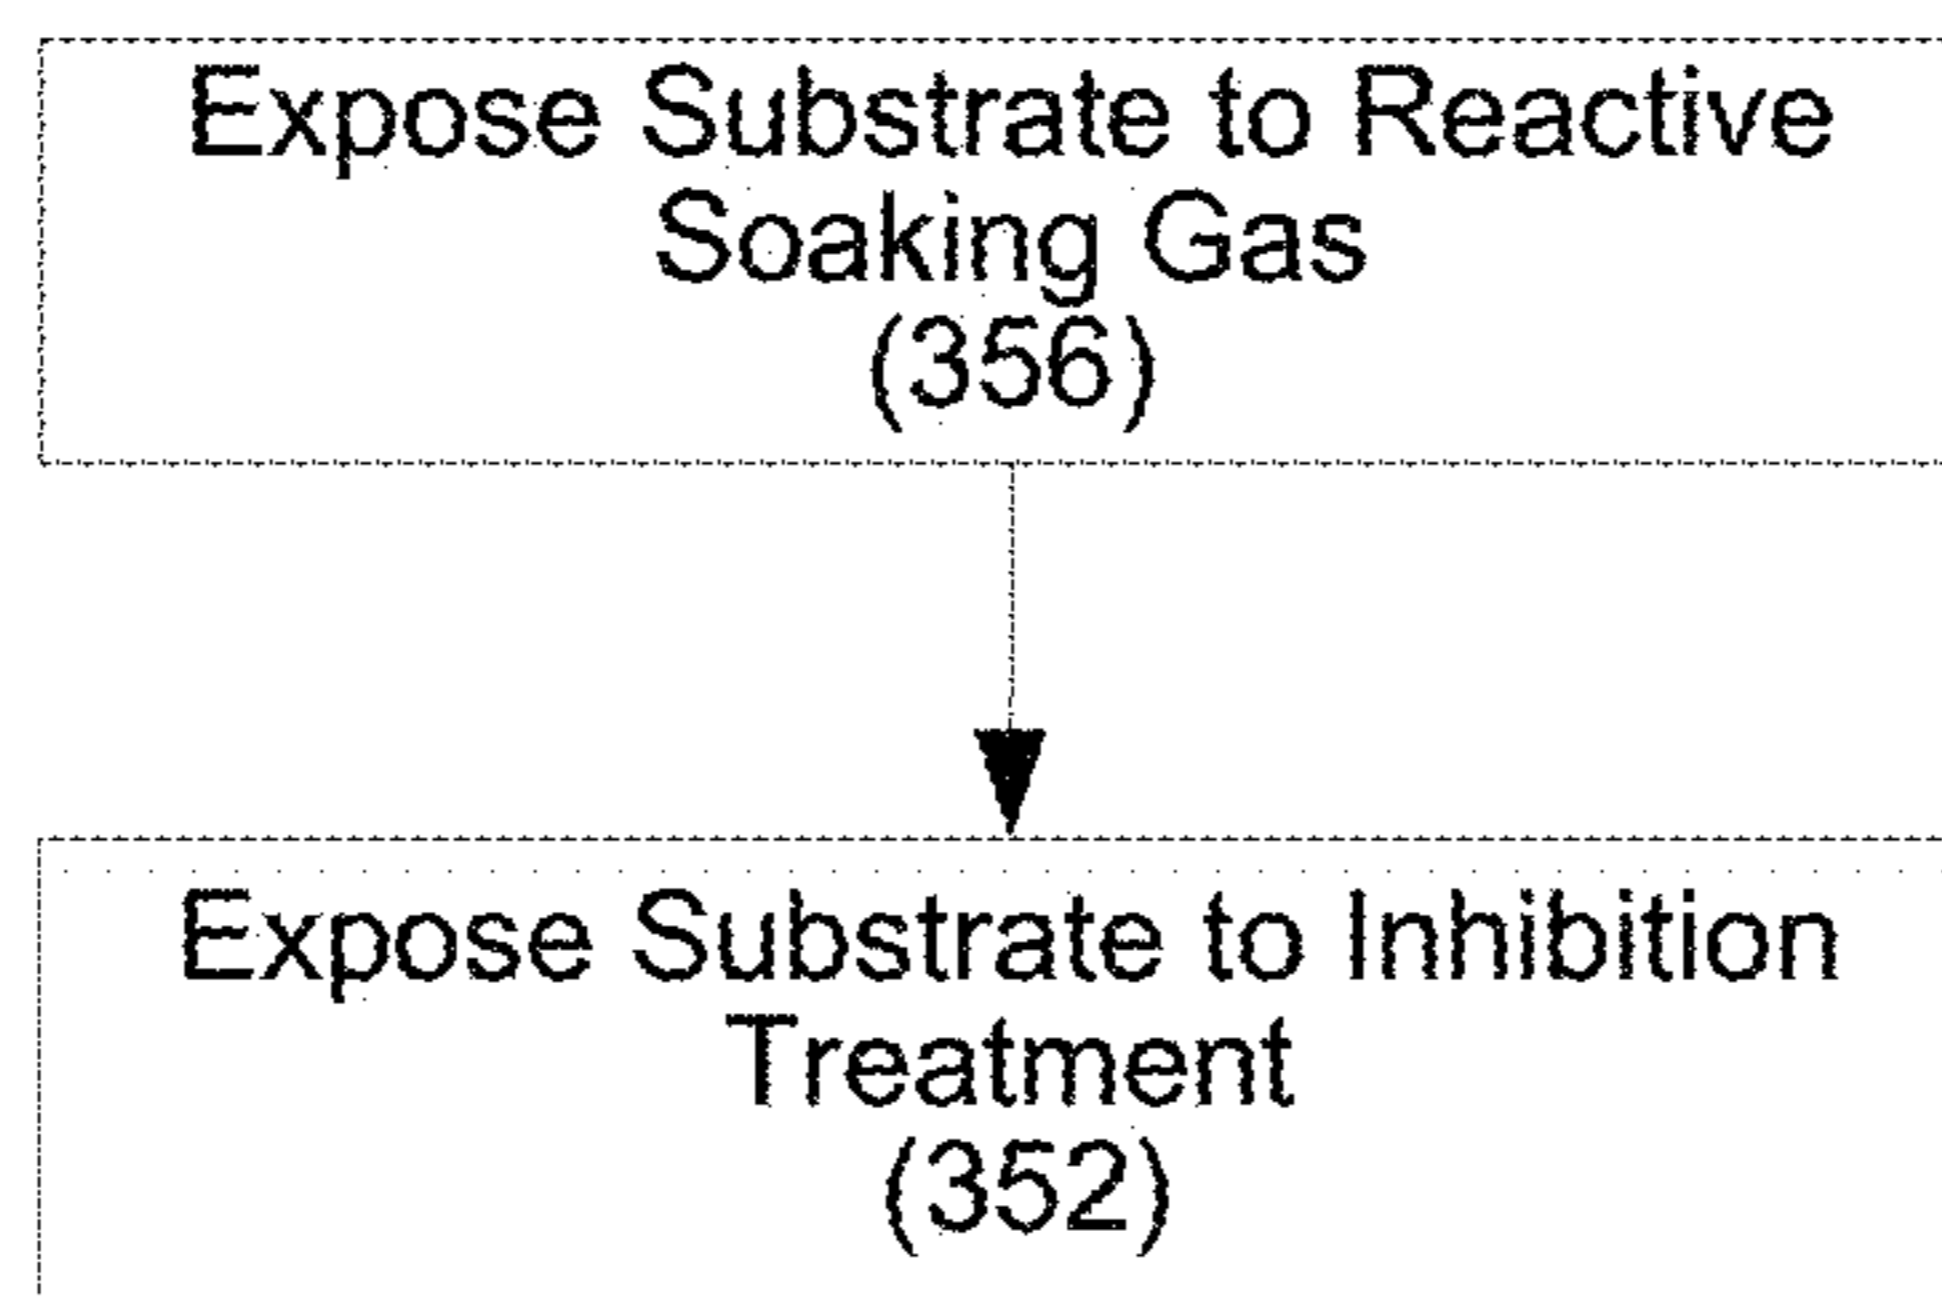 Expose Substrate to Reactive
Soaking Gas
(356)
Expose Substrate to Inhibition
Treatment
(352)